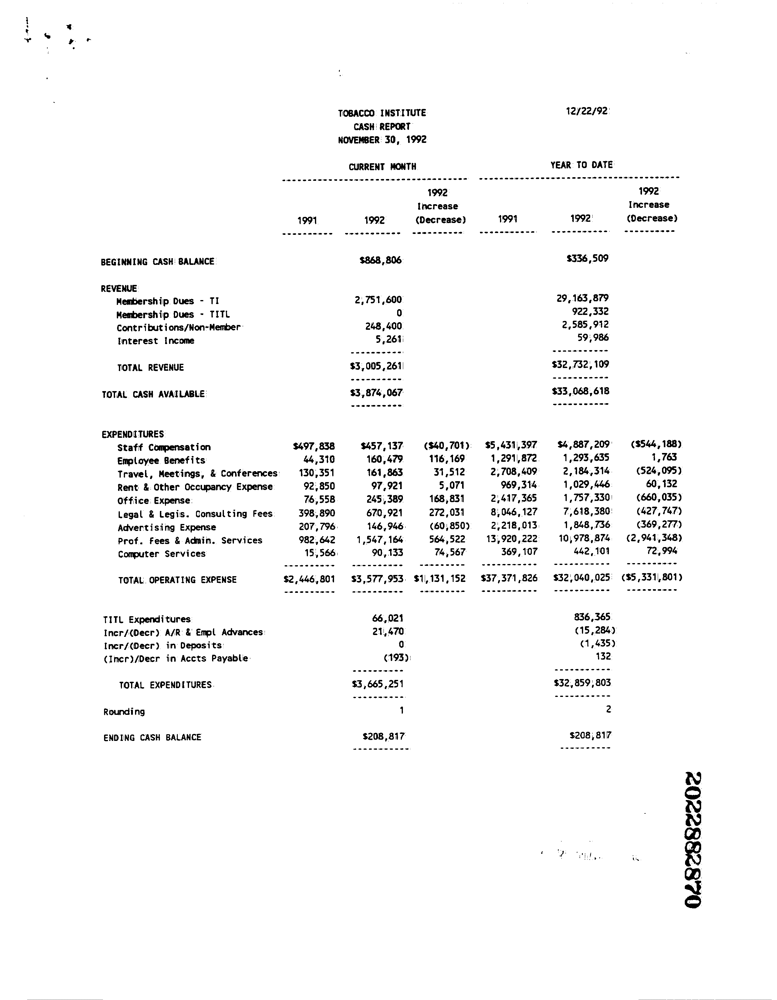 TOBACCO INSTITUTE 12/22/92
CASH REPORT
NOVEMBER 30, 1992
CURRENT MONTH YEAR TO DATE
1992 1992
Increase Increase
1991 1992 (Decrease) 1991 1992 (Decrease)
BEGINNING CASH BALANCE $868,806 $336,509
REVENUE
Membership Dues - TI 2,751,600 29,163,879
Membership Dues - TITL 0 922,332
Contributions/Non-Member 248,400 2,585,912
Interest Income 5,261 59,986
TOTAL REVENUE $3,005,261 $32,732,109
TOTAL CASH AVAILABLE $3,874,067 $33,068,618
EXPENDITURES
Staff Compensation $497,838 $457,137 ($40,701) $5,431,397 $4,887,209 ($544,188)
Employee Benefits 44,310 160,479 116,169 1,291,872 1,293,635 1,763
Travel, Meetings, & Conferences 130,351 161,863 31,512 2,708,409 2,184,314 (524,095)
Rent & Other Occupancy Expense 92,850 97,921 5,071 969,314 1,029,446 60,132
Office Expense 76,558 245,389 168,831 2,417,365 1,757,330 (660,035)
Legal & Legis. Consulting Fees 398,890 670,921 272,031 8,046,127 7,618,380 (427,747)
Advertising Expense 207,796 146,946 (60,850) 2,218,013 1,848,736 (369,277)
Prof. Fees & Admin. Services 982,642 1,547,164 564,522 13,920,222 10,978,874 (2,941,348)
Computer Services 15,566 90,133 74,567 369,107 442,101 72,994
TOTAL OPERATING EXPENSE $2,446,801 $3,577,953 $1,131,152 $37,371,826 $32,040,025 ($5,331,801)
TITL Expenditures 66,021 836,365
Incr/(Decr) A/R & Empl Advances 21,470 (15,284)
Incr/(Decr) in Deposits 0 (1,435)
(Incr)/Decr in Accts Payable (193) 132
TOTAL EXPENDITURES $3,665,251 $32,859,803
Rounding 1 2
ENDING CASH BALANCE $208,817 $208,817
2022882870